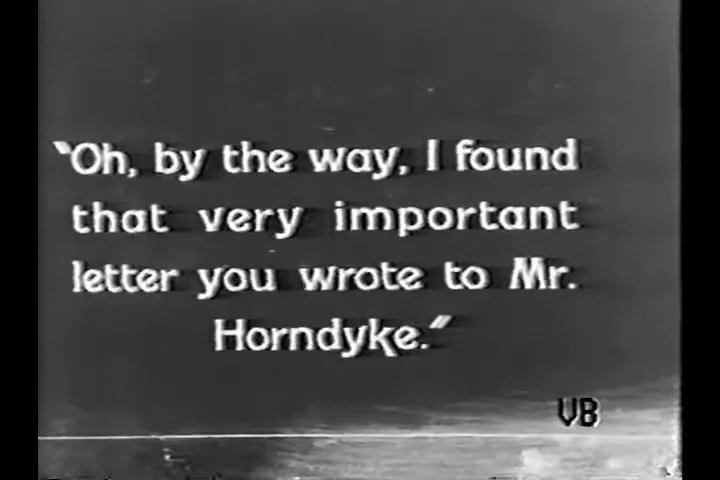 "Oh, by the way, I found
that very important
letter you wrote to Mr.
Horndyke."
VB